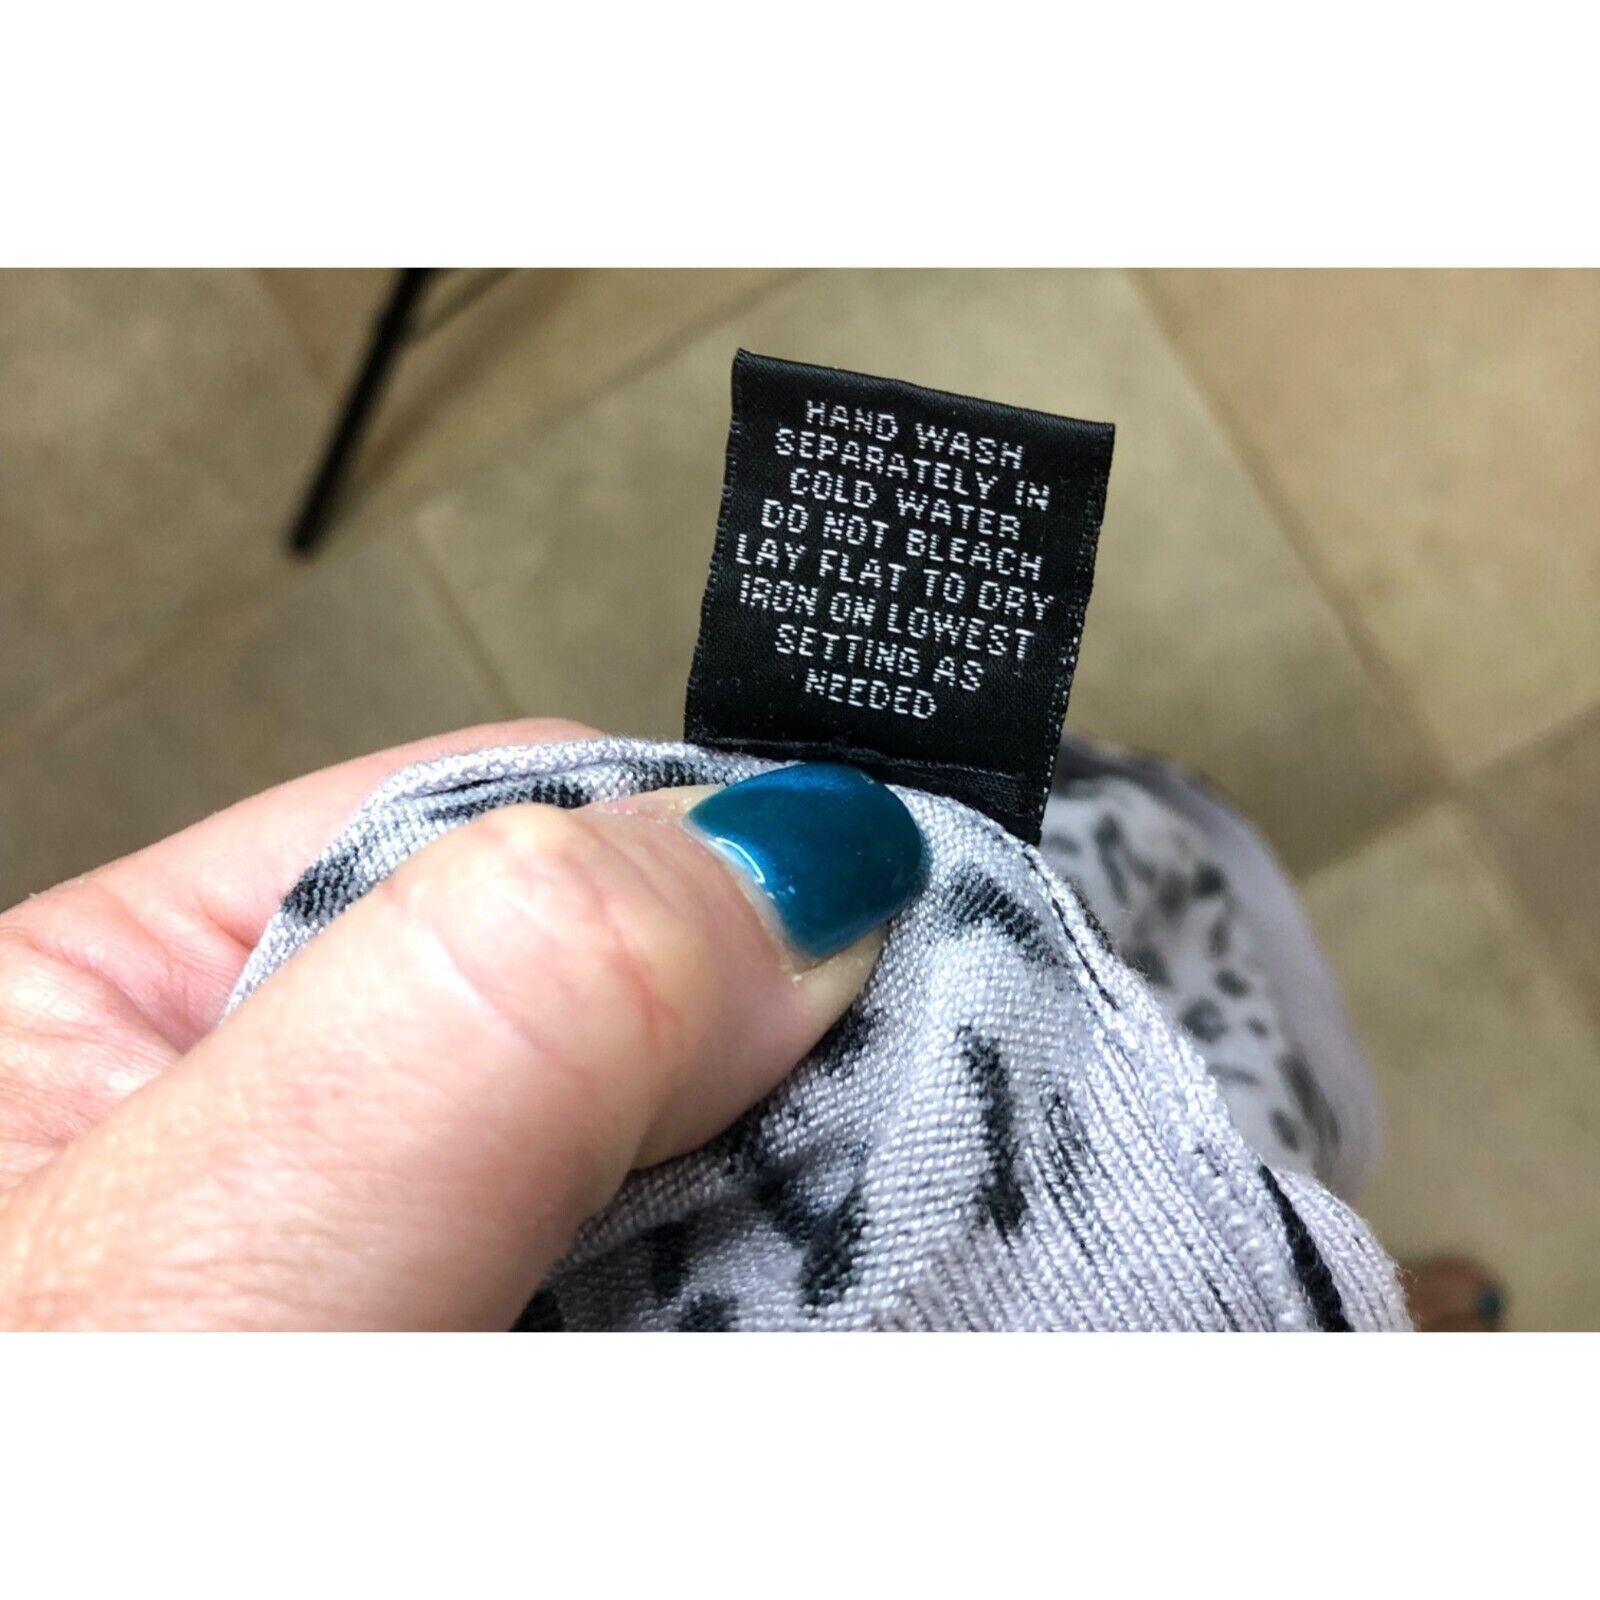 HAND WASH
SEPARATELY IN
COLD WATER
DO NOT BLEACH
LAY FLAT TO DRY
IRON ON LOWEST
SETTING AS
NEEDED